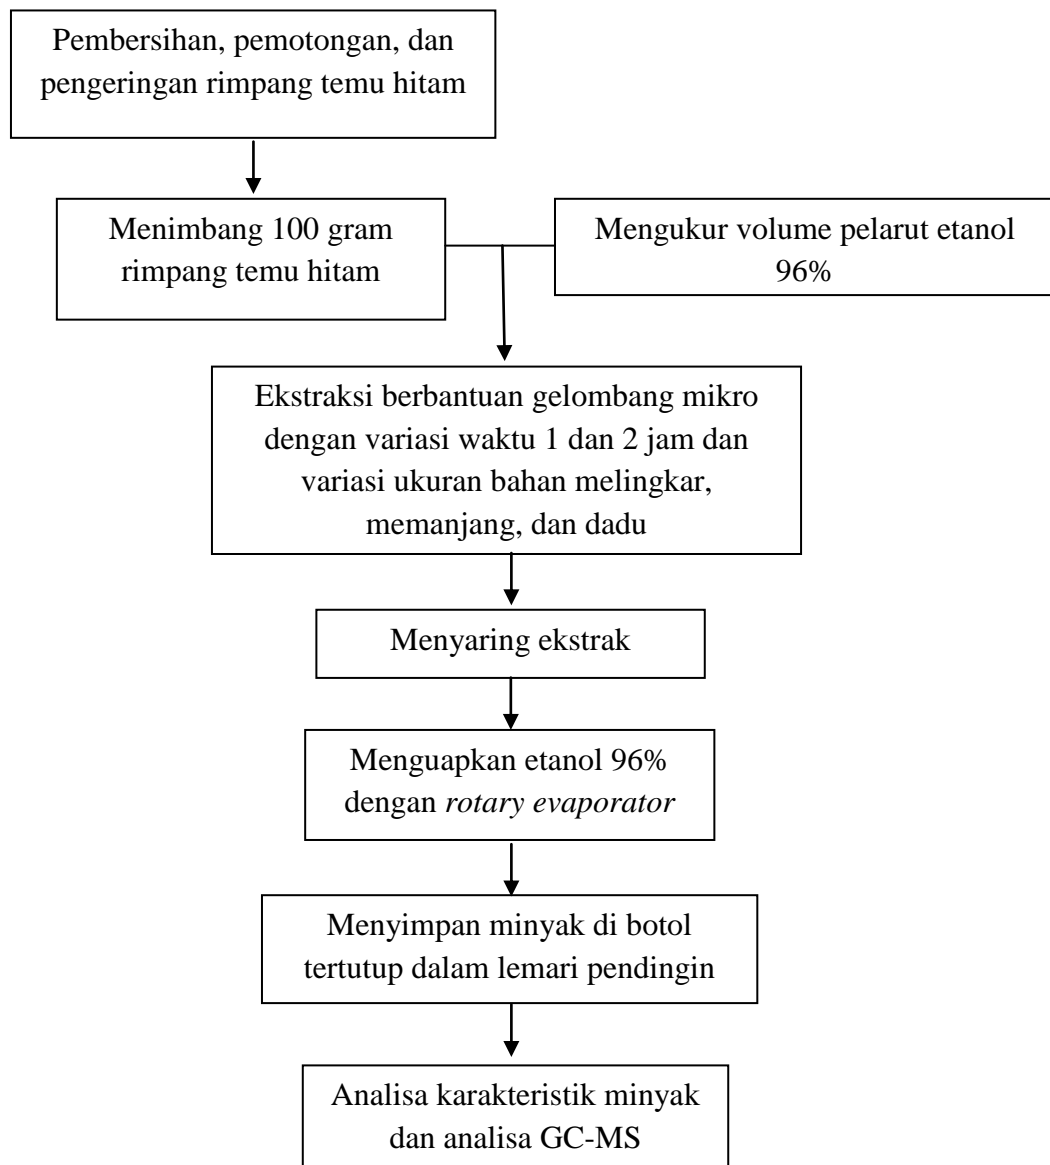 Pembersihan, pemotongan, dan
pengeringan rimpang temu hitam
Menimbang 100 gram
rimpang temu hitam
Mengukur volume pelarut etanol
96%
Ekstraksi berbantuan gelombang mikro
dengan variasi waktu 1 dan 2 jam dan
variasi ukuran bahan melingkar,
memanjang, dan dadu
Menyaring ekstrak
Menguapkan etanol 96%
dengan rotary evaporator
Menyimpan minyak di botol
tertutup dalam lemari pendingin
Analisa karakteristik minyak
dan analisa GC-MS